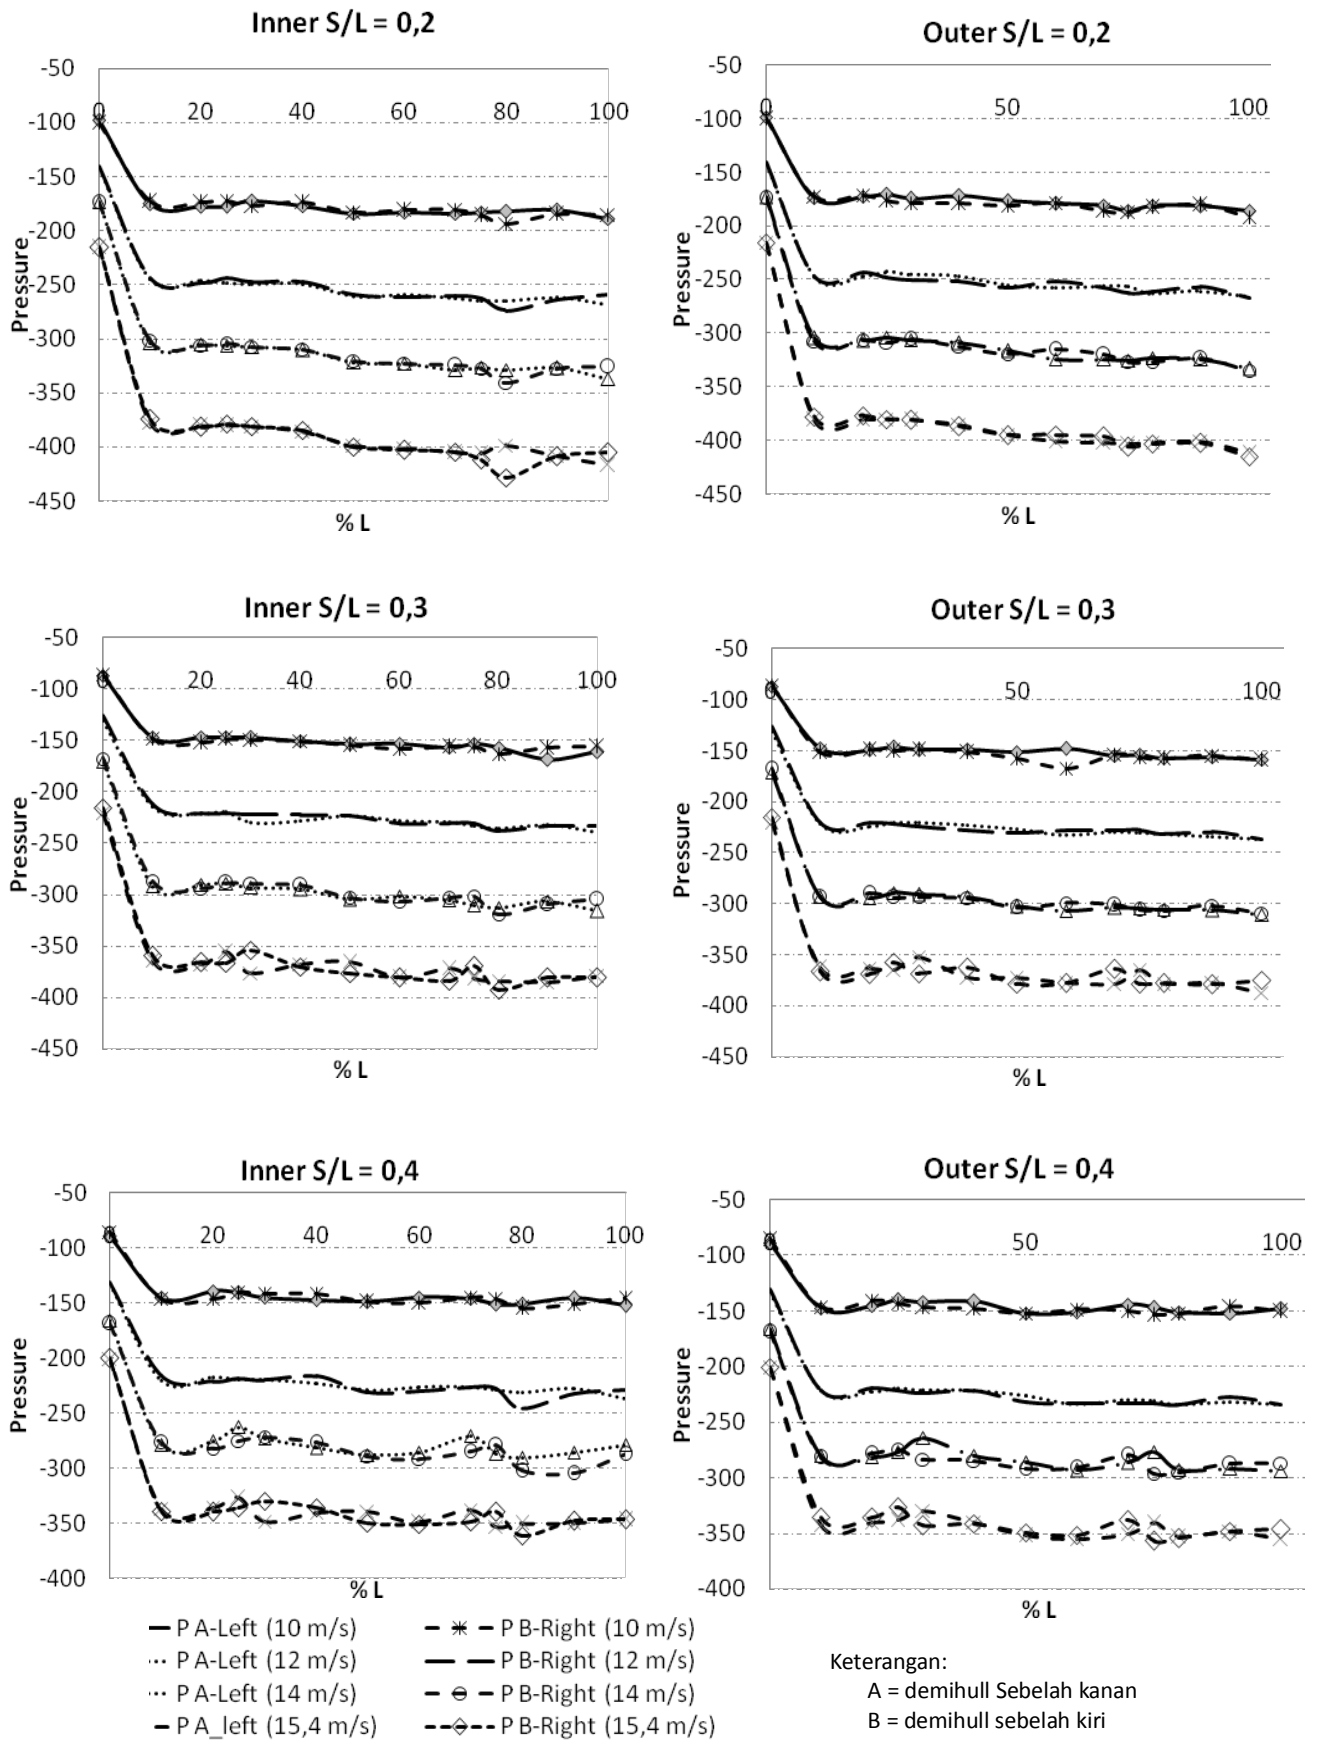 Inner S/L = 0,2
-50
0 20 40 60 80 100
-100
-150
-200
-250
-300
-350
-400
-450
Pressure
% L
Outer S/L = 0,2
-50
0 50 100
-100
-150
-200
-250
-300
-350
-400
-450
Pressure
% L
Inner S/L = 0,3
-50
0 20 40 60 80 100
-100
-150
-200
-250
-300
-350
-400
-450
Pressure
% L
Outer S/L = 0,3
-50
0 50 100
-100
-150
-200
-250
-300
-350
-400
-450
Pressure
% L
Inner S/L = 0,4
-50
0 20 40 60 80 100
-100
-150
-200
-250
-300
-350
-400
Pressure
% L
Outer S/L = 0,4
-50
0 50 100
-100
-150
-200
-250
-300
-350
-400
Pressure
% L
P A-Left (10 m/s) P B-Right (10 m/s)
P A-Left (12 m/s) P B-Right (12 m/s)
P A-Left (14 m/s) P B-Right (14 m/s)
P A_left (15,4 m/s) P B-Right (15,4 m/s)
Keterangan:
A = demihull Sebelah kanan
B = demihull sebelah kiri